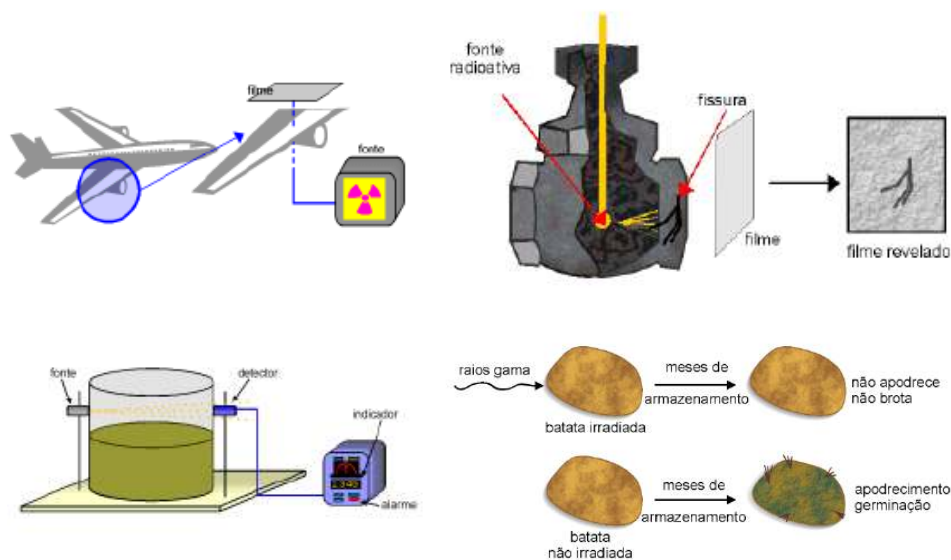 filme
fonte
fonte
radioativa
fissura
filme
filme revelado
fonte
detector
indicador
alarme
raios gama
batata irradiada
meses de
armazenamento
não apodrece
não brota
batata
não irradiada
meses de
armazenamento
apodrecimento
germinação